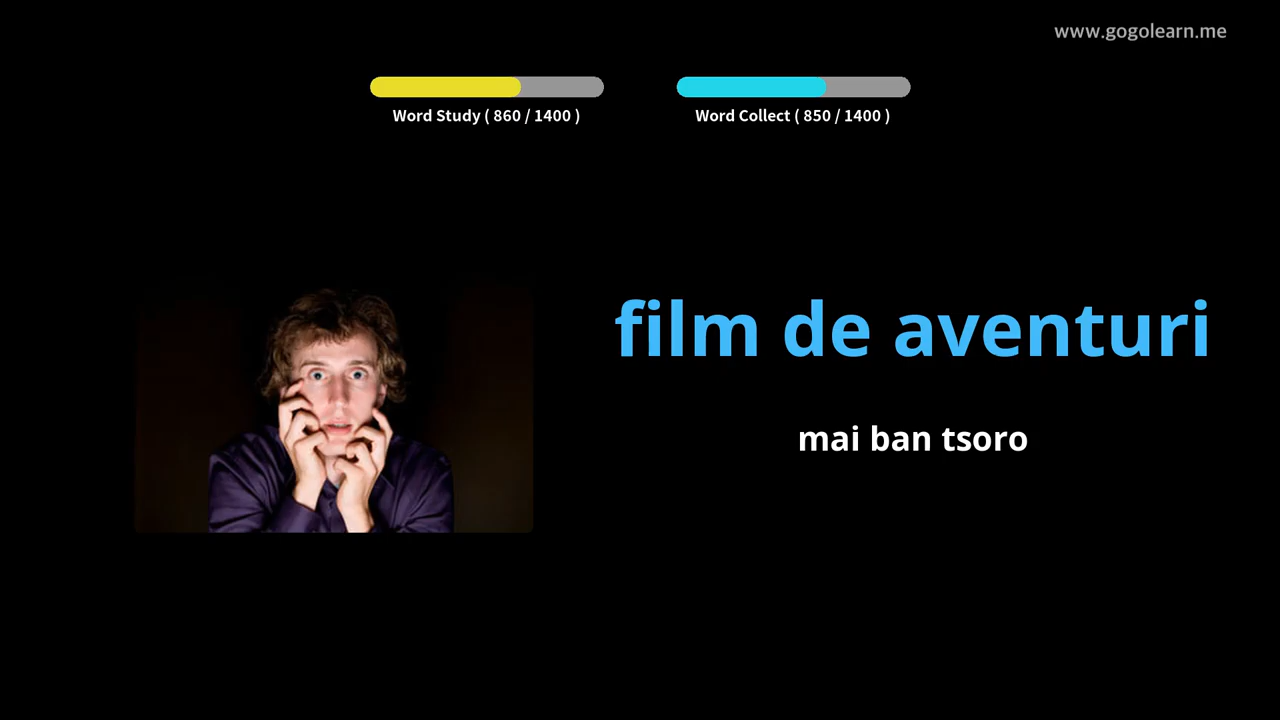 www.gogolearn.me
Word Study ( 860 / 1400 )
Word Collect ( 850 / 1400 )
film de aventuri
mai ban tsoro